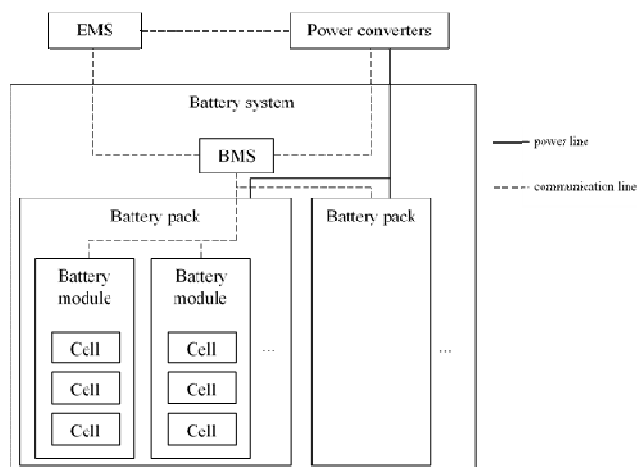 EMS
Power converters
Battery system
BMS
power line
communication line
Battery pack
Battery pack
Battery
module
Battery
module
Cell
Cell
...
...
Cell
Cell
Cell
Cell